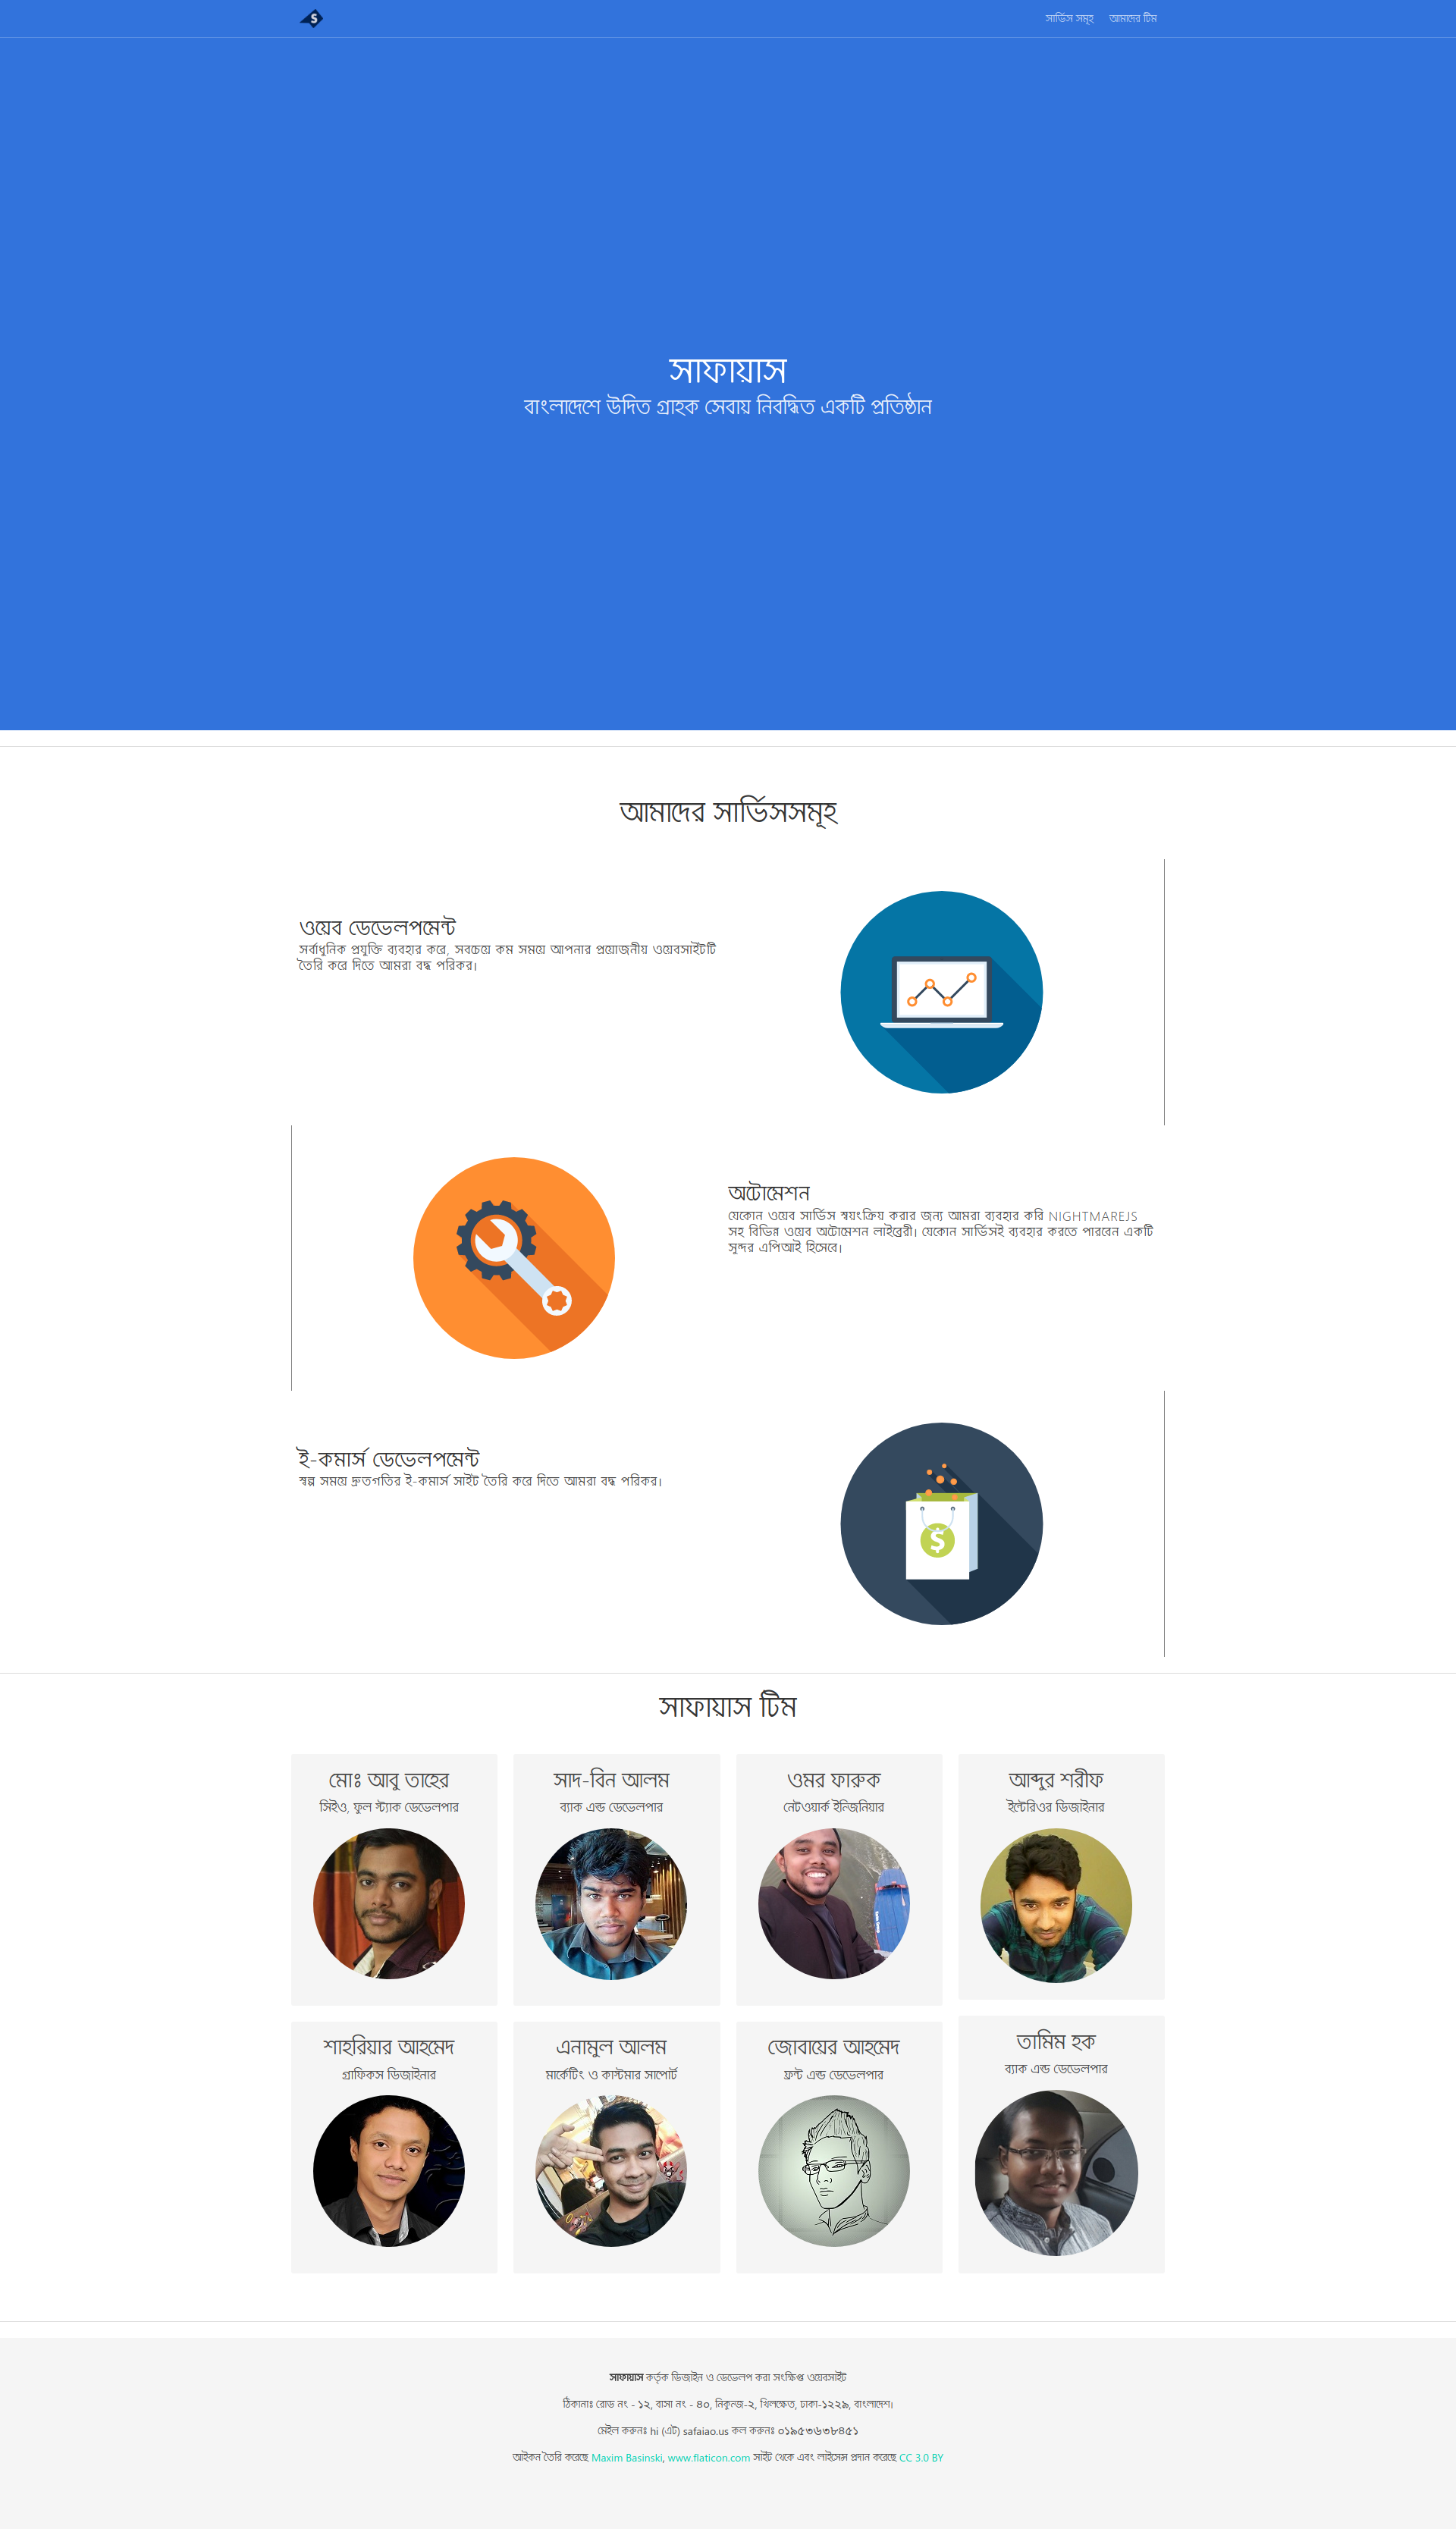 S
সার্ভিস সমূহ আমাদের টিম
সাফায়াস
বাংলাদেশে উদিত গ্রাহক সেবায় নিবদ্ধিত একটি প্রতিষ্ঠান
আমাদের সার্ভিসসমূহ
ওয়েব ডেভেলপমেন্ট
সর্বাধুনিক প্রযুক্তি ব্যবহার করে, সবচেয়ে কম সময়ে আপনার প্রয়োজনীয় ওয়েবসাইটটি
তৈরি করে দিতে আমরা বদ্ধ পরিকর।
অটোমেশন
যেকোন ওয়েব সার্ভিস স্বয়ংক্রিয় করার জন্য আমরা ব্যবহার করি NIGHTMAREJS
সহ বিভিন্ন ওয়েব অটোমেশন লাইব্রেরী। যেকোন সার্ভিসই ব্যবহার করতে পারবেন একটি
সুন্দর এপিআই হিসেবে।
ই-কমার্স ডেভেলপমেন্ট
স্বল্প সময়ে দ্রুতগতির ই-কমার্স সাইট তৈরি করে দিতে আমরা বদ্ধ পরিকর।
$
সাফায়াস টিম
মোঃ আবু তাহের
সিইও, ফুল স্ট্যাক ডেভেলপার
সাদ-বিন আলম
ব্যাক এন্ড ডেভেলপার
ওমর ফারুক
নেটওয়ার্ক ইন্জিনিয়ার
আব্দুর শরীফ
ইন্টেরিওর ডিজাইনার
শাহরিয়ার আহমেদ
গ্রাফিকস ডিজাইনার
এনামুল আলম
মার্কেটিং ও কাস্টমার সাপোর্ট
জোবায়ের আহমেদ
ফ্রন্ট এন্ড ডেভেলপার
তামিম হক
ব্যাক এন্ড ডেভেলপার
সাফায়াস কর্তৃক ডিজাইন ও ডেভেলপ করা সংক্ষিপ্ত ওয়েবসাইট
ঠিকানাঃ রোড নং - ১২, বাসা নং - ৪০, নিকুন্জ-২, খিলক্ষেত, ঢাকা-১২২৯, বাংলাদেশ।
মেইল করুনঃ hi (এট) safaiao.us কল করুনঃ ০১৯৫৩৬৩৮৪৫১
আইকন তৈরি করেছে Maxim Basinski, www.flaticon.com সাইট থেকে এবং লাইসেন্স প্রদান করেছে CC 3.0 BY